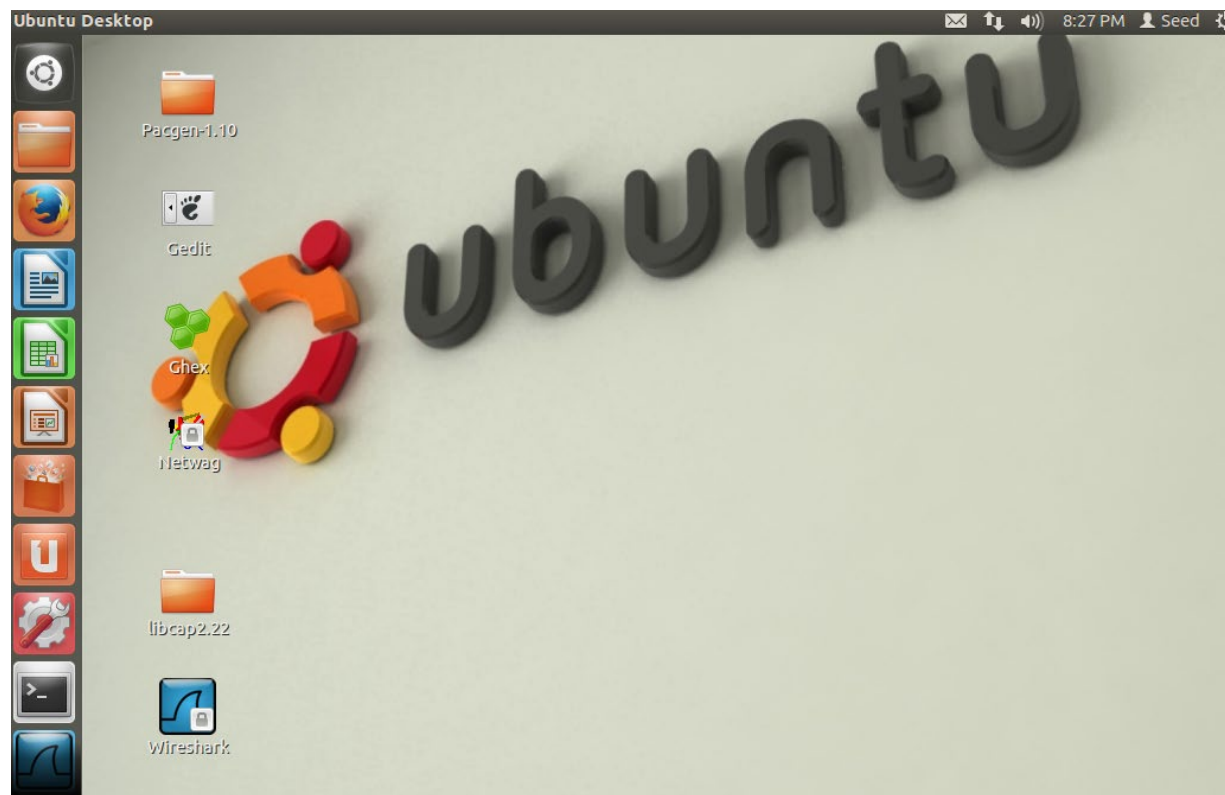 Ubuntu Desktop
8:27 PM Seed
Pacgen-1.10
ubuntu
Gedit
Ghex
Netwag
libcap2.22
Wireshark